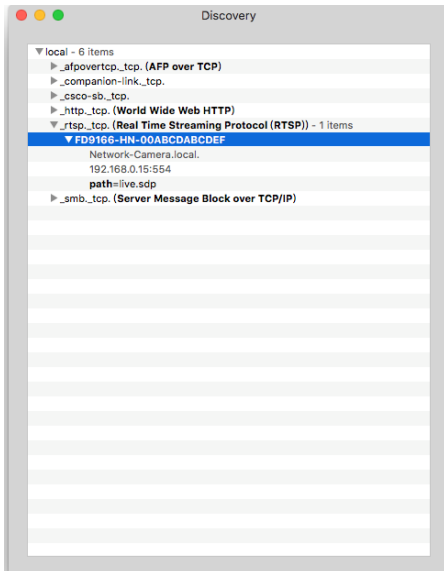 Discovery
local - 6 items
_afpovertcp._tcp. (AFP over TCP)
_companion-link._tcp.
_csco-sb._tcp.
_http._tcp. (World Wide Web HTTP)
_rtsp._tcp. (Real Time Streaming Protocol (RTSP)) - 1 items
FD9166-HN-00ABCDABCDEF
Network-Camera.local.
192.168.0.15:554
path=live.sdp
_smb._tcp. (Server Message Block over TCP/IP)